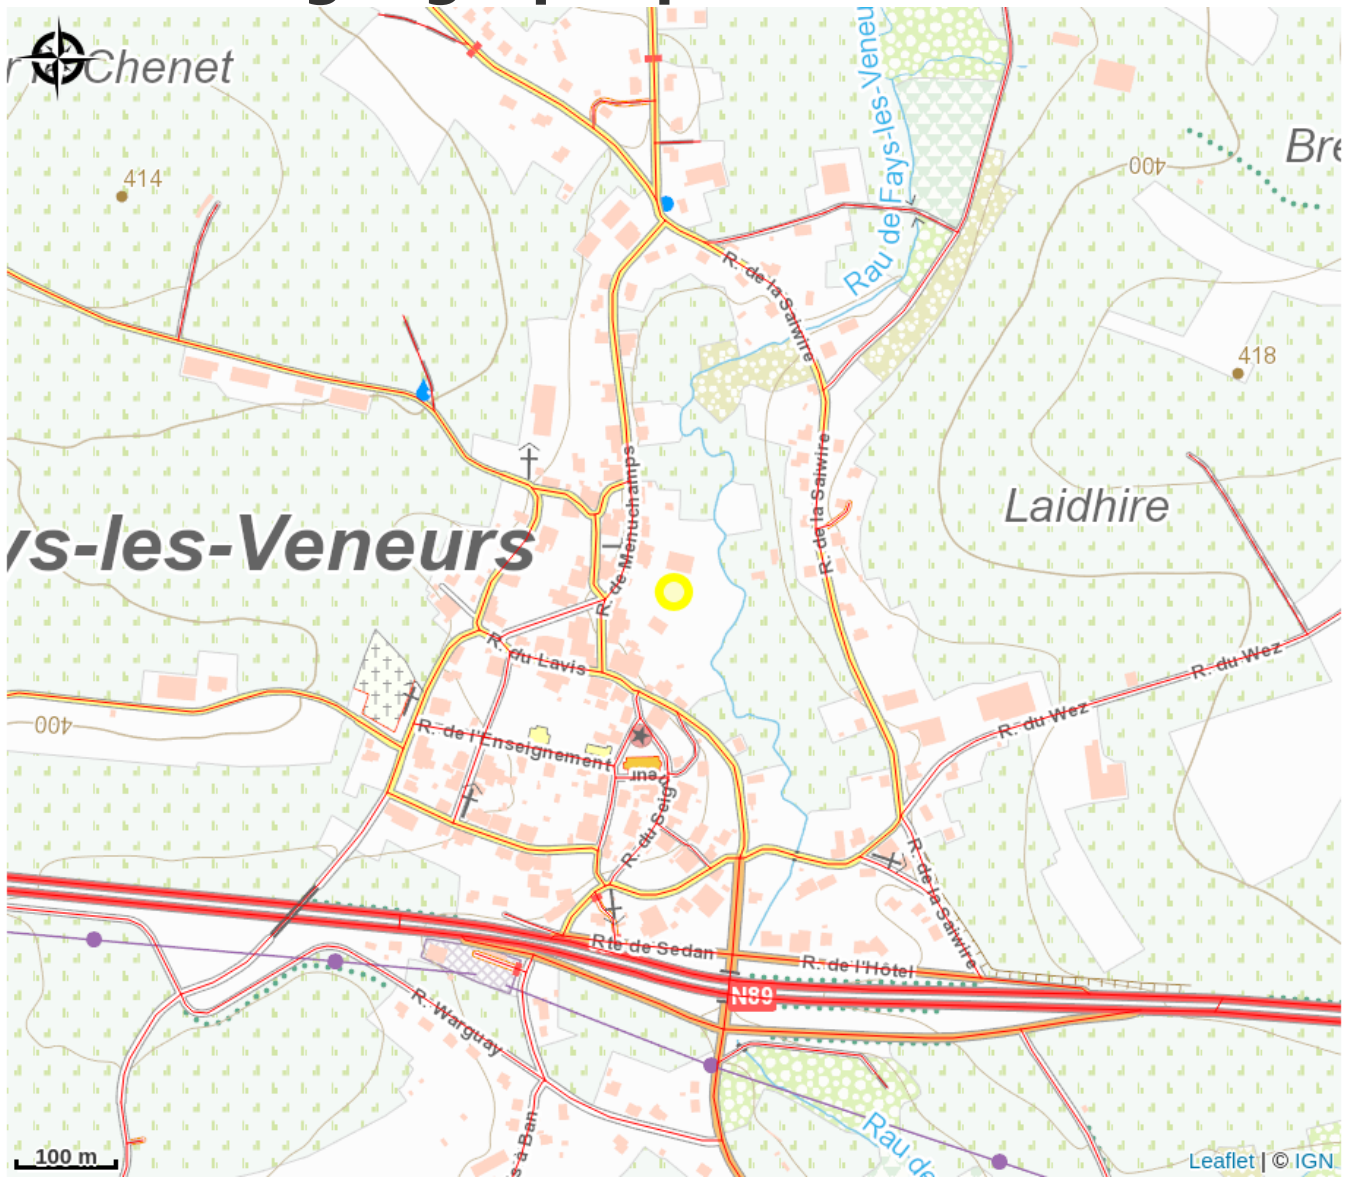 Chenet
Rau de Fays-les-Veneu
Bre
414
400
R. de la Saiwire
418
R. de Menuchamps
R. de la Saiwire
Laidhire
ys-les-Veneurs
R. du Lavis
R. du Wez
R. du Wez
400
R. de l'Enseignement
R. du Seigneur
R. de la Saiwire
Rte de Sedan
R. de l'Hôtel
N89
R. Warguay
s à Ban
Rau de
100 m
Leaflet | © IGN